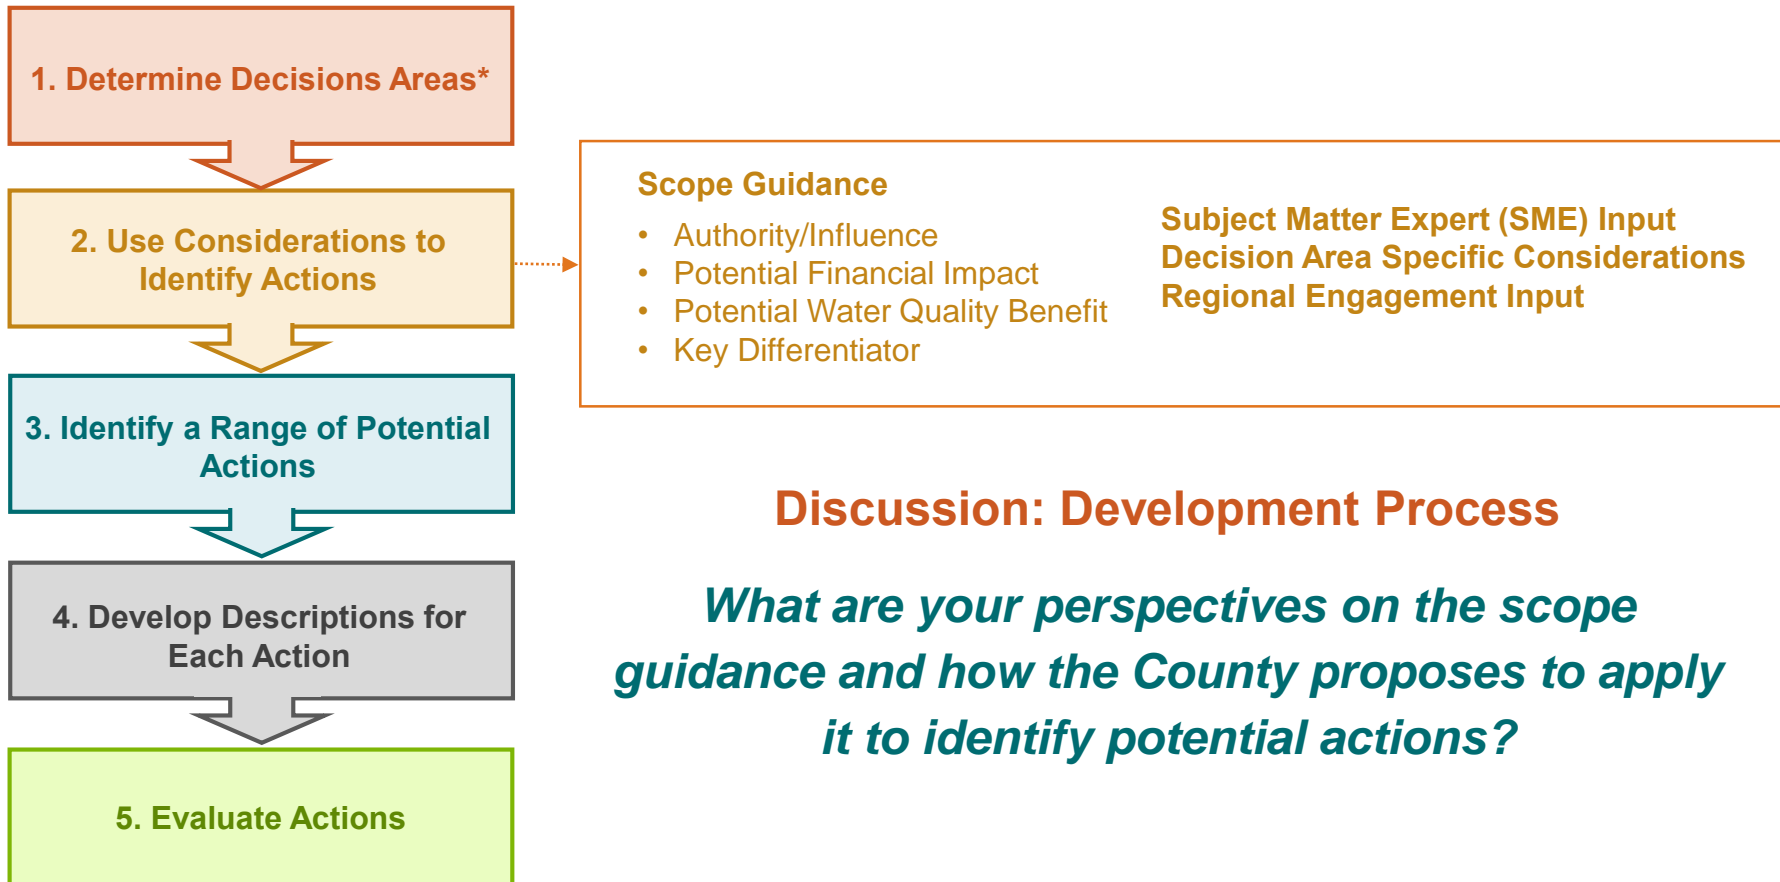 1. Determine Decisions Areas*
2. Use Considerations to
Identify Actions
3. Identify a Range of Potential
Actions
4. Develop Descriptions for
Each Action
5. Evaluate Actions
Scope Guidance
• Authority/Influence
• Potential Financial Impact
• Potential Water Quality Benefit
• Key Differentiator
Subject Matter Expert (SME) Input
Decision Area Specific Considerations
Regional Engagement Input
Discussion: Development Process
What are your perspectives on the scope
guidance and how the County proposes to apply
it to identify potential actions?